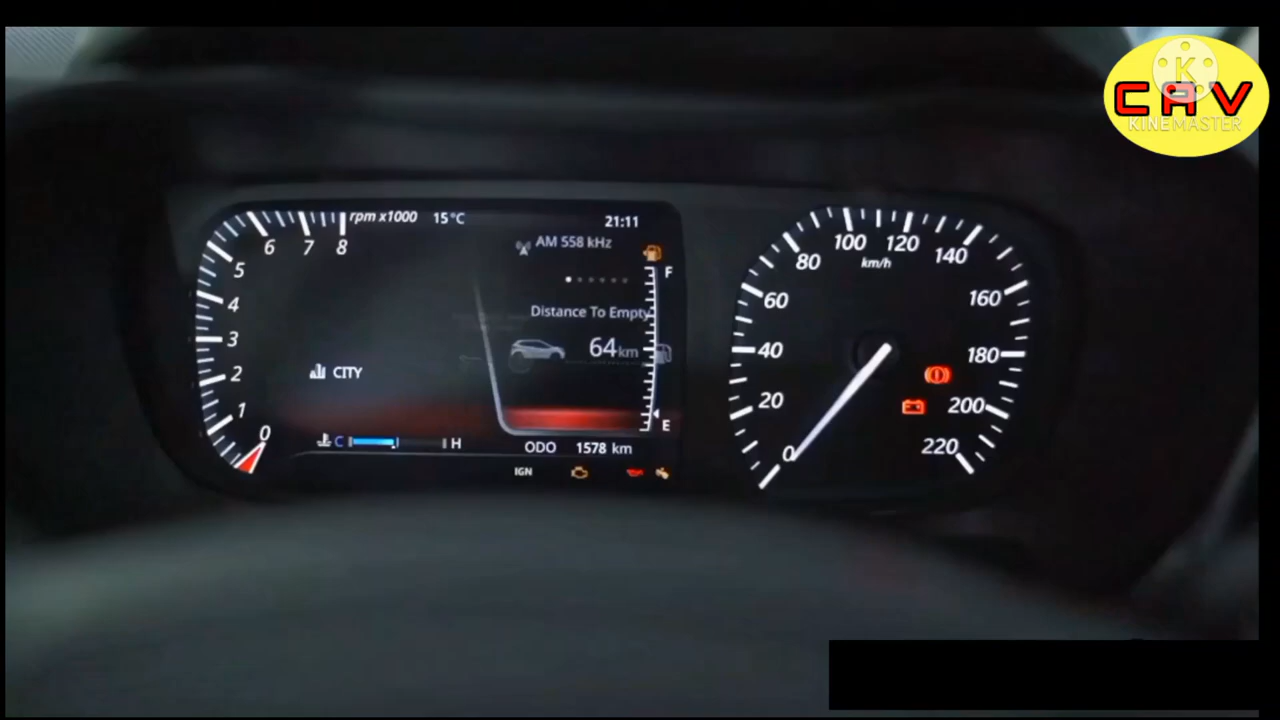 CAV
KINEMASTER
rpm x1000 15°C 21:11
AM 558 kHz
Distance To Empty
64 km
CITY
C H
ODO 1578 km
IGN
F
E
0 1 2 3 4 5 6 7 8
km/h
0 20 40 60 80 100 120 140 160 180 200 220